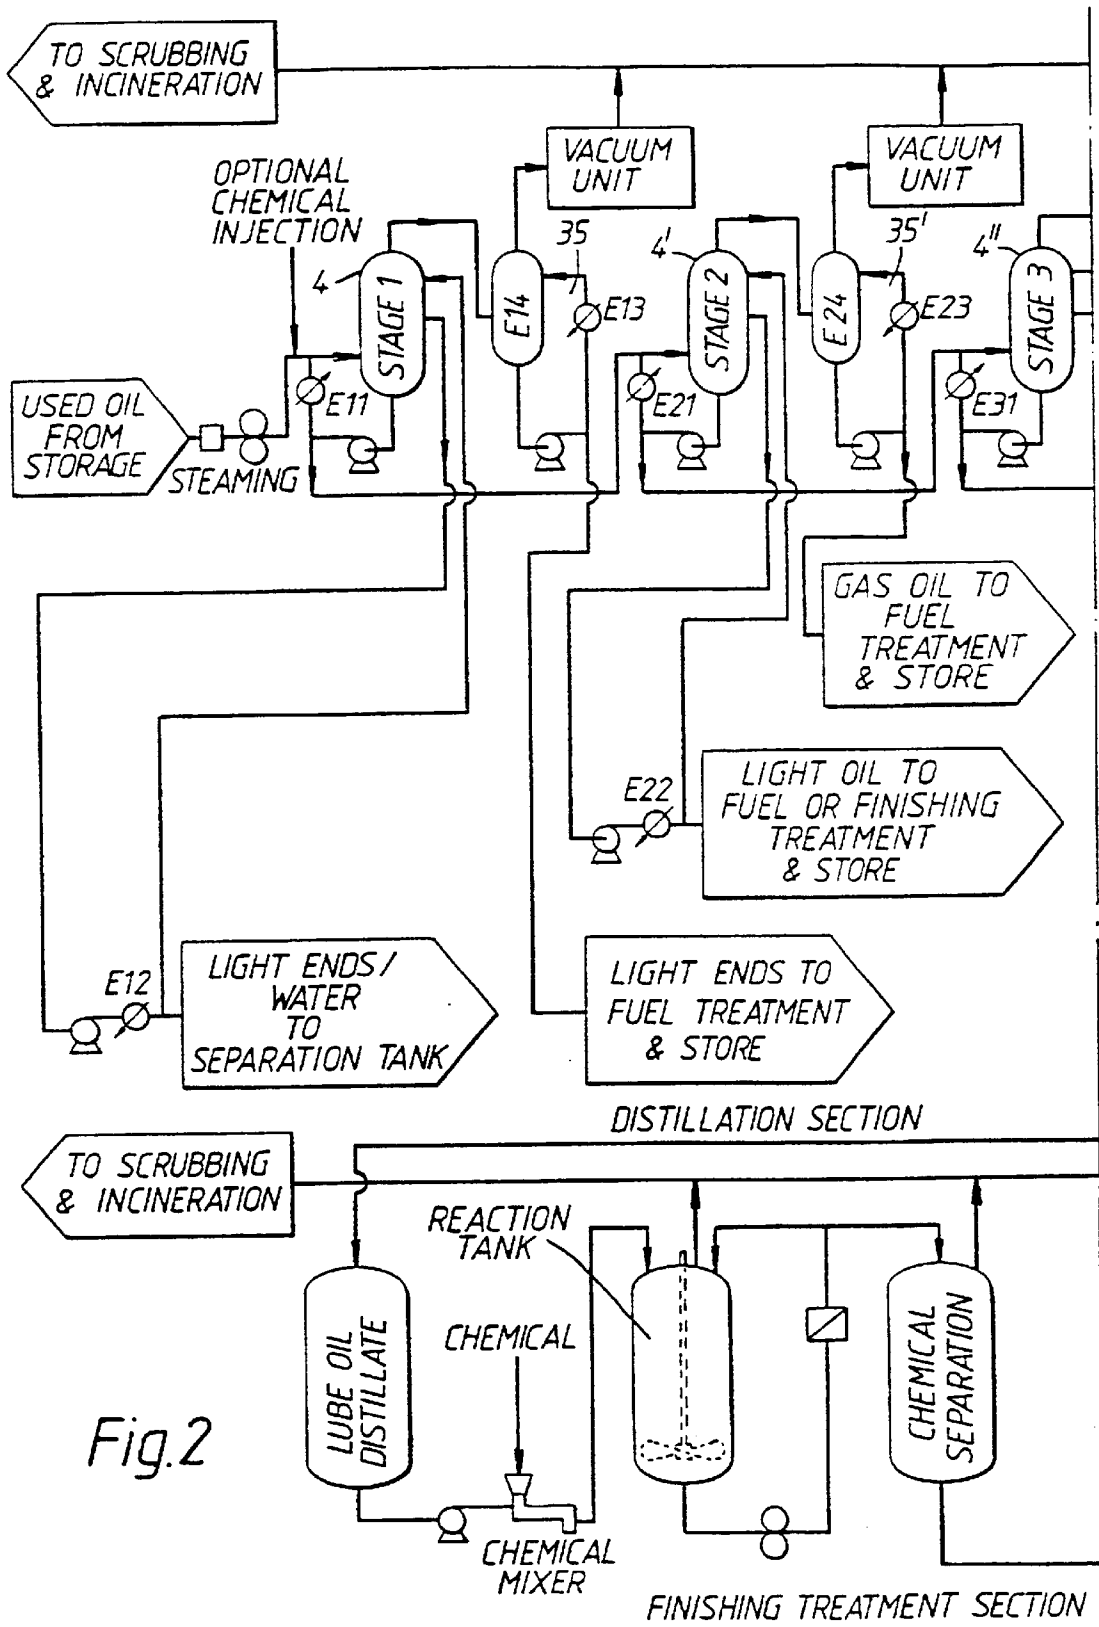 TO SCRUBBING
& INCINERATION
VACUUM
UNIT
VACUUM
UNIT
OPTIONAL
CHEMICAL
INJECTION
4
STAGE 1
E14
35
E13
4'
STAGE 2
E24
35'
E23
4"
STAGE 3
E11
E21
E31
USED OIL
FROM
STORAGE
STEAMING
GAS OIL TO
FUEL
TREATMENT
& STORE
E22
LIGHT OIL TO
FUEL OR FINISHING
TREATMENT
& STORE
E12
LIGHT ENDS/
WATER
TO
SEPARATION TANK
LIGHT ENDS TO
FUEL TREATMENT
& STORE
DISTILLATION SECTION
TO SCRUBBING
& INCINERATION
REACTION
TANK
CHEMICAL
LUBE OIL
DISTILLATE
CHEMICAL
SEPARATION
Fig.2
CHEMICAL
MIXER
FINISHING TREATMENT SECTION